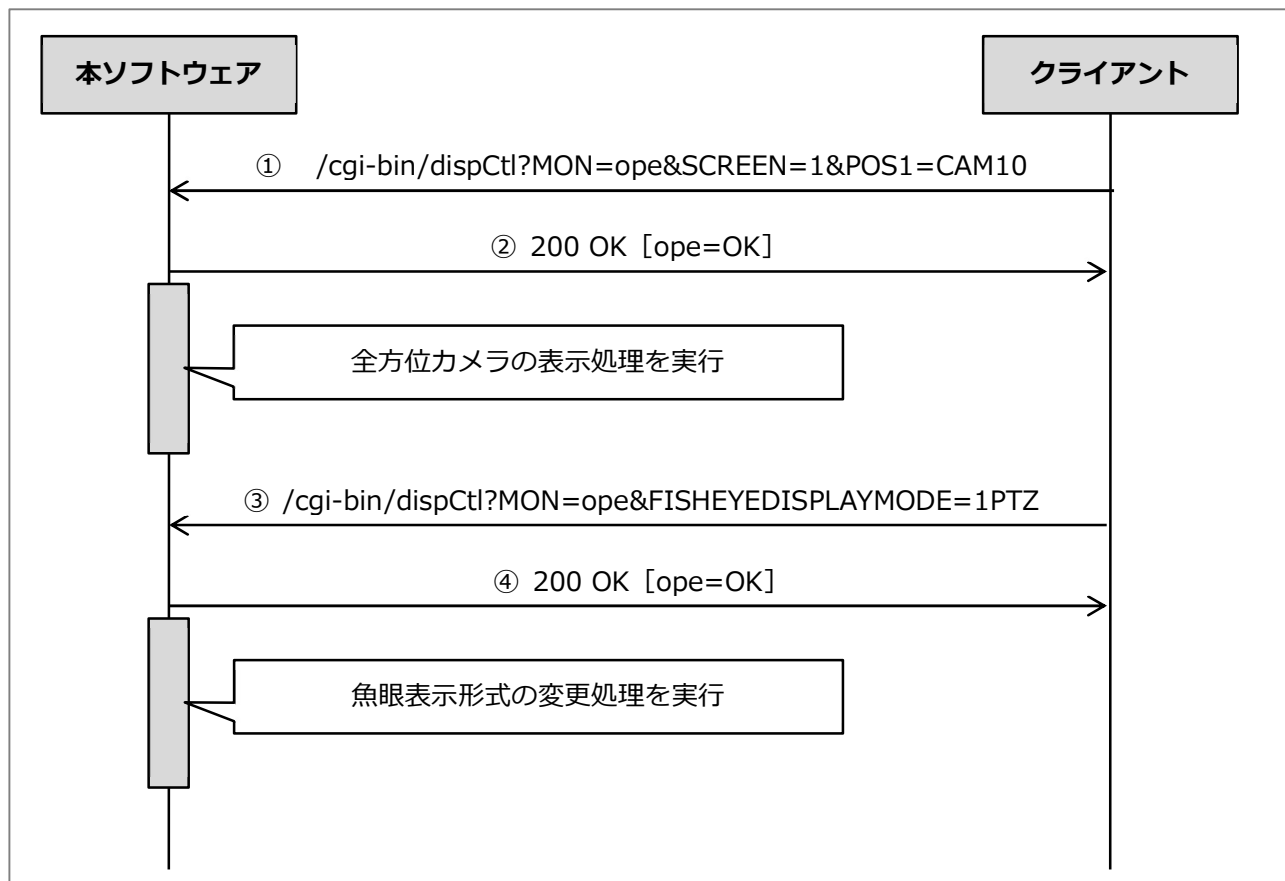 本ソフトウェア
クライアント
① /cgi-bin/dispCtl?MON=ope&SCREEN=1&POS1=CAM10
② 200 OK［ope=OK］
全方位カメラの表示処理を実行
③ /cgi-bin/dispCtl?MON=ope&FISHEYEDISPLAYMODE=1PTZ
④ 200 OK［ope=OK］
魚眼表示形式の変更処理を実行